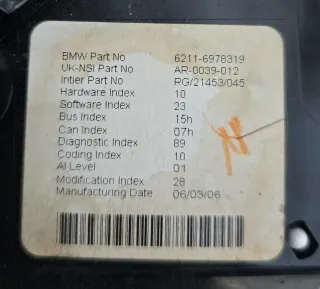 BMW Part No 6211-6978319
UK-NSI Part No AR-0039-012
Intier Part No RG/21453/045
Hardware Index 10
Software Index 23
Bus Index 15h
Can Index 07h
Diagnostic Index 89
Coding Index 10
AI Level 01
Modification Index 28
Manufacturing Date 06/03/06